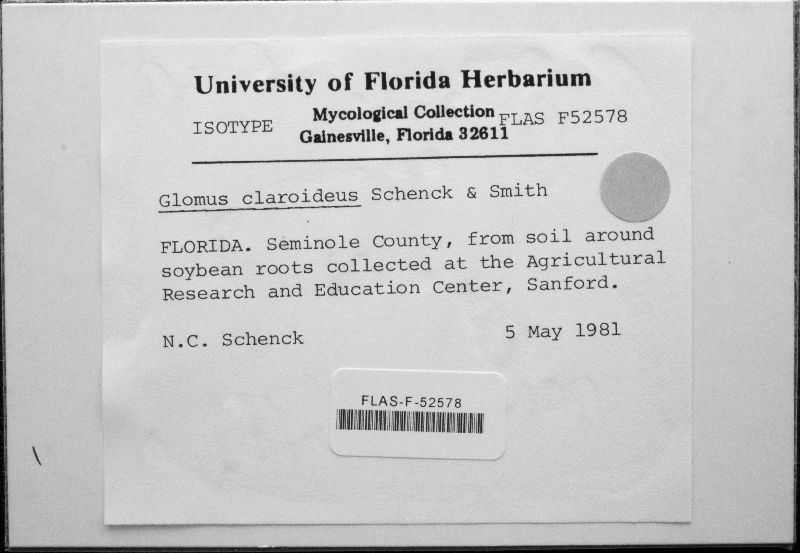 University of Florida Herbarium
ISOTYPE Mycological Collection FLAS F52578
Gainesville, Florida 32611
Glomus claroideus Schenck & Smith
FLORIDA. Seminole County, from soil around
soybean roots collected at the Agricultural
Research and Education Center, Sanford.
N.C. Schenck 5 May 1981
FLAS-F-52578